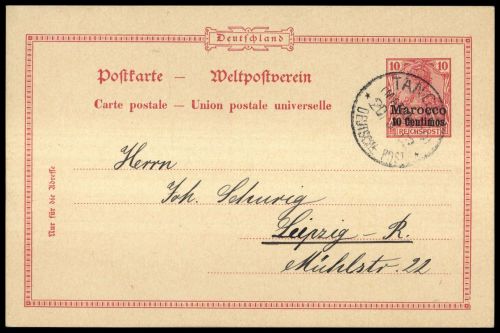 Deutschland
Postkarte — Weltpostverein
Carte postale — Union postale universelle
10 10
Marocco
10 Centimos
REICHSPOST
TANGER
DEUTSCHE POST
Nur für die Adresse
Herrn
Joh. Schurig
Leipzig - R.
Mühlstr. 22